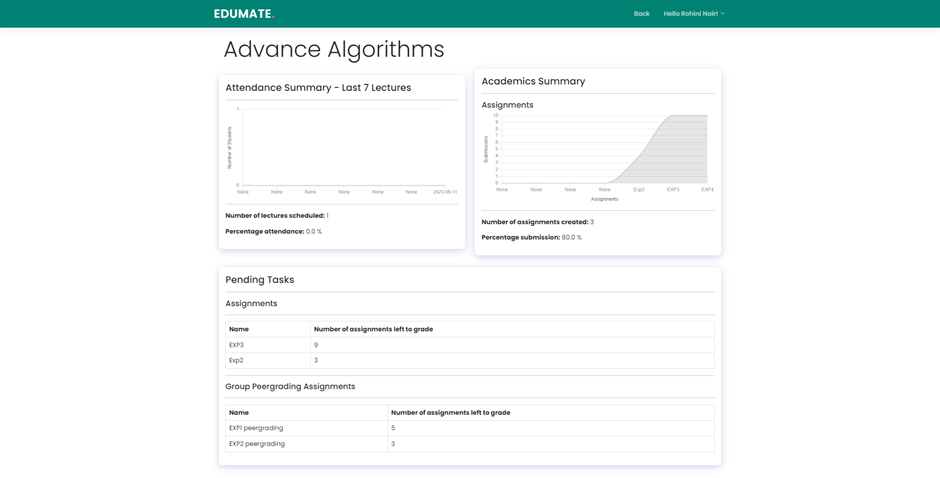 EDUMATE.
Back
Hello Rohini Nair!
Advance Algorithms
Attendance Summary - Last 7 Lectures
1
Number of Students
0
None None None None None None 2023-05-11
Number of lectures scheduled: 1
Percentage attendance: 0.0 %
Academics Summary
Assignments
10
9
8
7
6
5
4
3
2
1
0
Submissions
None None None None Exp2 EXP3 EXP4
Assignments
Number of assignments created: 3
Percentage submission: 80.0 %
Pending Tasks
Assignments
Name Number of assignments left to grade
EXP3 9
Exp2 3
Group Peergrading Assignments
Name Number of assignments left to grade
EXP1 peergrading 5
EXP2 peergrading 3